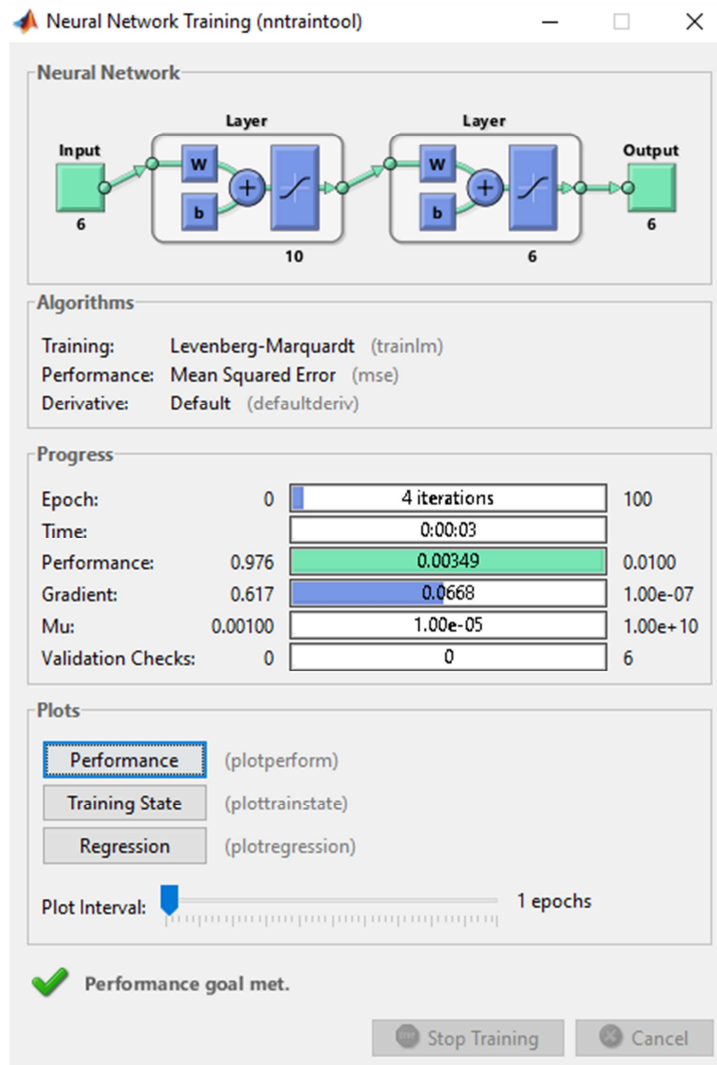 Neural Network Training (nntraintool)
Neural Network
Layer Layer
Input Output
W W
b b
6 6
10 6
Algorithms
Training: Levenberg-Marquardt (trainlm)
Performance: Mean Squared Error (mse)
Derivative: Default (defaultderiv)
Progress
Epoch: 0 4 iterations 100
Time: 0:00:03
Performance: 0.976 0.00349 0.0100
Gradient: 0.617 0.0668 1.00e-07
Mu: 0.00100 1.00e-05 1.00e+10
Validation Checks: 0 0 6
Plots
Performance (plotperform)
Training State (plottrainstate)
Regression (plotregression)
Plot Interval: 1 epochs
Performance goal met.
Stop Training Cancel